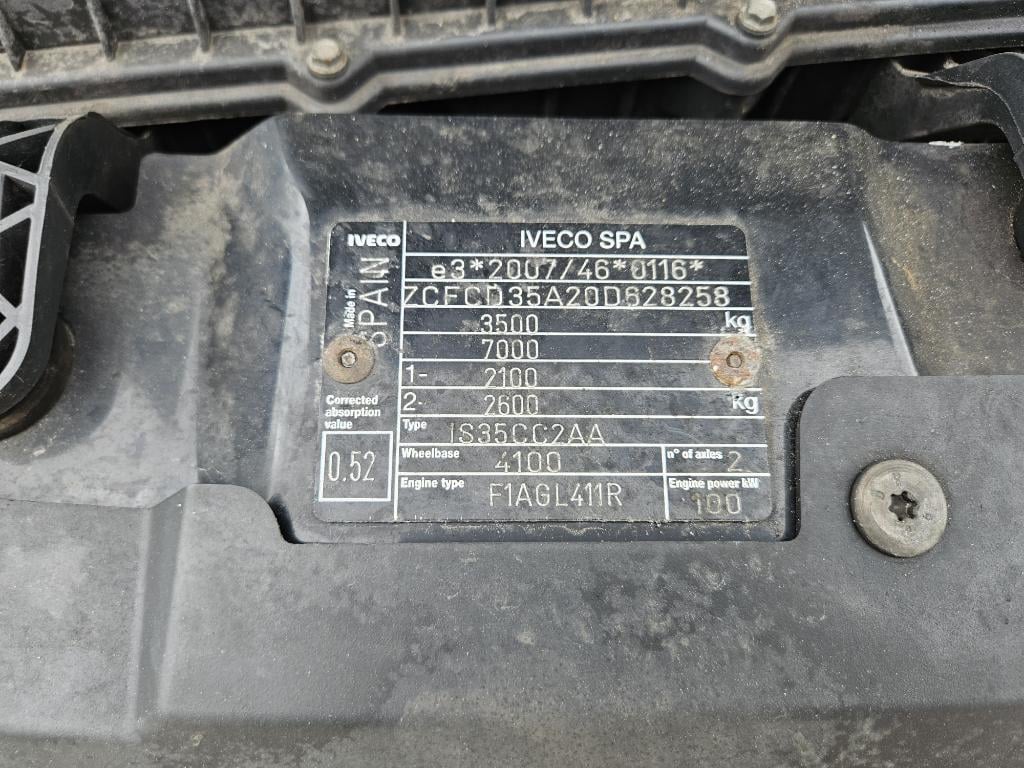 IVECO
IVECO SPA
Made in SPAIN
e3*2007/46*0116*
ZCFCD35A20D628258
3500 kg
7000
1- 2100
2- 2600 kg
Corrected
absorption
value
0.52
Type IS35CC2AA
Wheelbase 4100 n° of axles 2
Engine type F1AGL411R Engine power kW 100